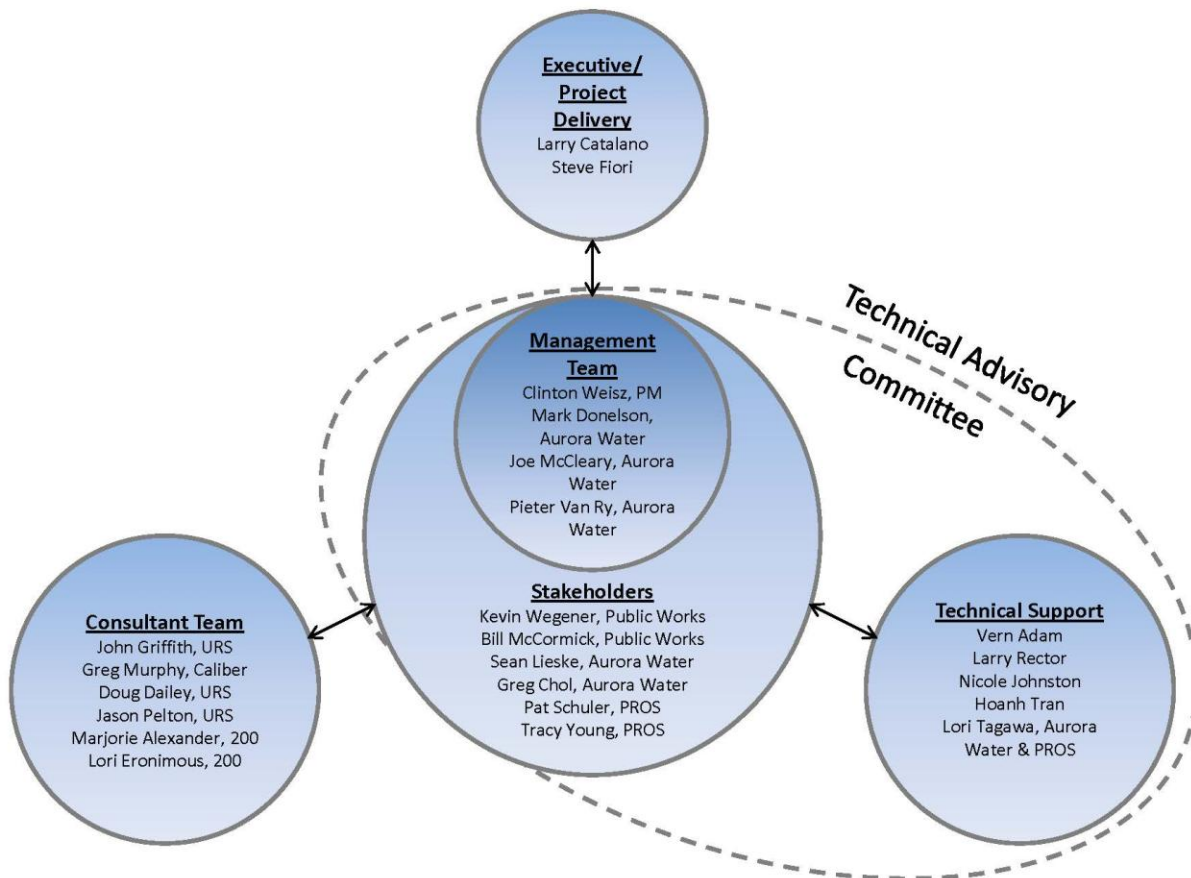 Executive/
Project
Delivery
Larry Catalano
Steve Fiori
Technical Advisory
Committee
Management
Team
Clinton Weisz, PM
Mark Donelson,
Aurora Water
Joe McCleary, Aurora
Water
Pieter Van Ry, Aurora
Water
Stakeholders
Kevin Wegener, Public Works
Bill McCormick, Public Works
Sean Lieske, Aurora Water
Greg Chol, Aurora Water
Pat Schuler, PROS
Tracy Young, PROS
Consultant Team
John Griffith, URS
Greg Murphy, Caliber
Doug Dailey, URS
Jason Pelton, URS
Marjorie Alexander, 200
Lori Eronimous, 200
Technical Support
Vern Adam
Larry Rector
Nicole Johnston
Hoanh Tran
Lori Tagawa, Aurora
Water & PROS